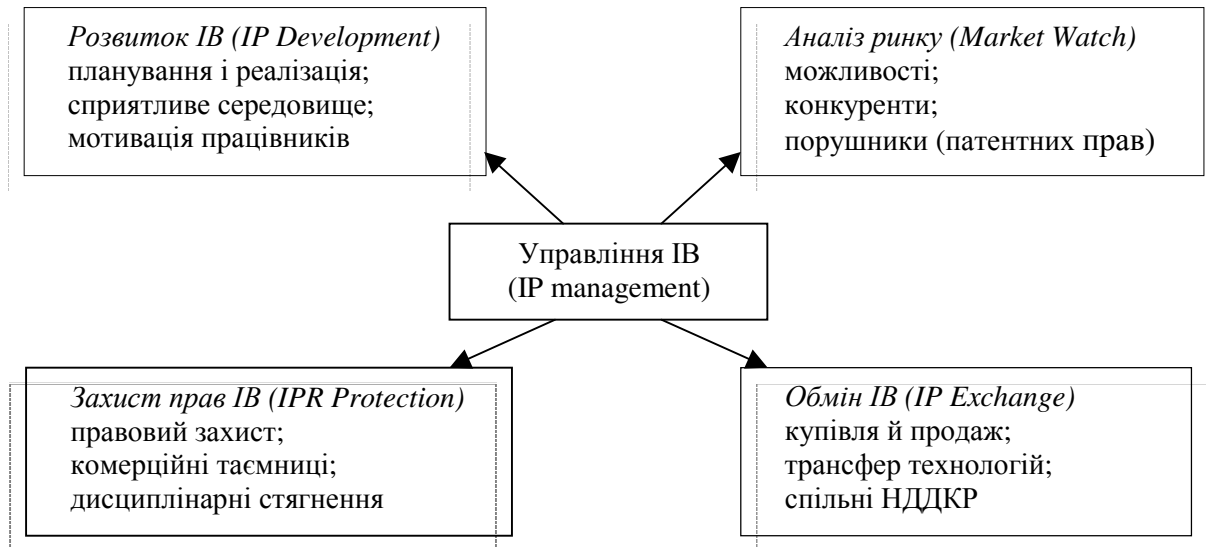 Розвиток ІВ (IP Development)
планування і реалізація;
сприятливе середовище;
мотивація працівників
Аналіз ринку (Market Watch)
можливості;
конкуренти;
порушники (патентних прав)
Управління ІВ
(IP management)
Захист прав ІВ (IPR Protection)
правовий захист;
комерційні таємниці;
дисциплінарні стягнення
Обмін ІВ (IP Exchange)
купівля й продаж;
трансфер технологій;
спільні НДДКР